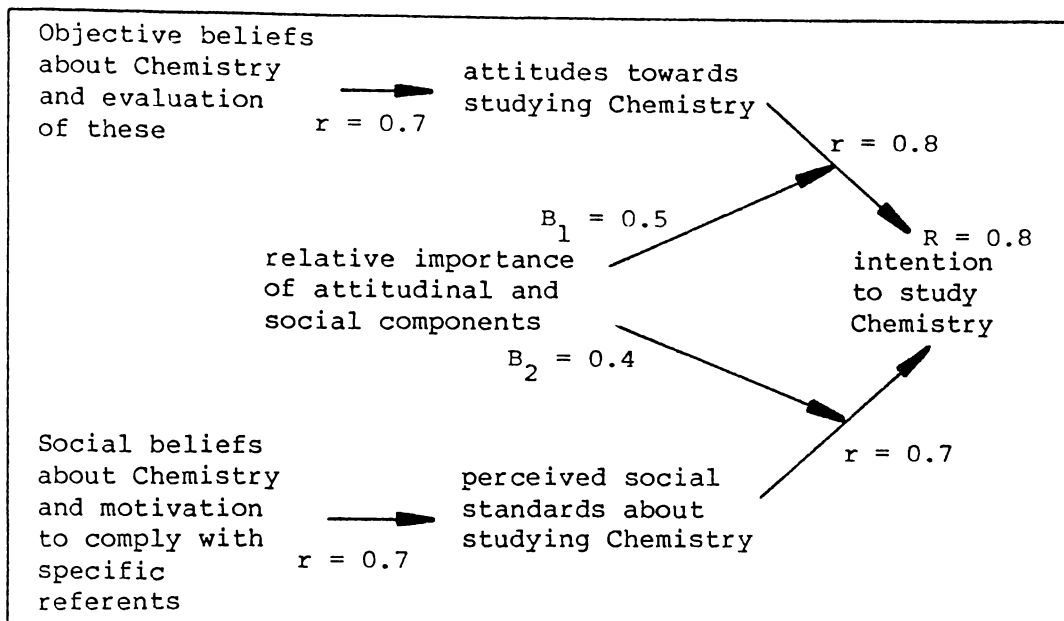 Objective beliefs
about Chemistry
and evaluation
of these
r = 0.7
attitudes towards
studying Chemistry
r = 0.8
B1 = 0.5
relative importance
of attitudinal and
social components
B2 = 0.4
R = 0.8
intention
to study
Chemistry
Social beliefs
about Chemistry
and motivation
to comply with
specific
referents
r = 0.7
perceived social
standards about
studying Chemistry
r = 0.7